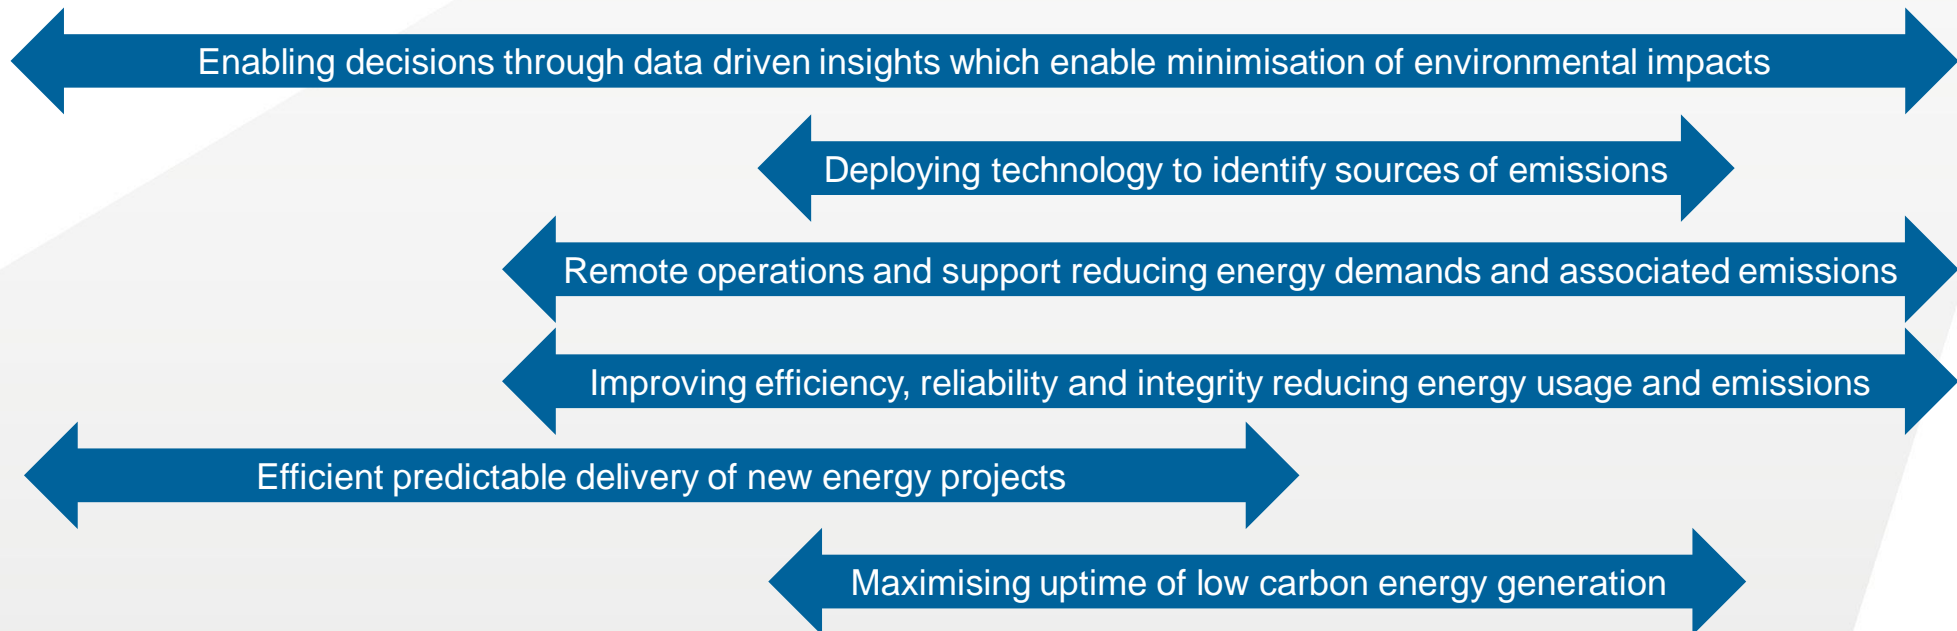 Enabling decisions through data driven insights which enable minimisation of environmental impacts
Deploying technology to identify sources of emissions
Remote operations and support reducing energy demands and associated emissions
Improving efficiency, reliability and integrity reducing energy usage and emissions
Efficient predictable delivery of new energy projects
Maximising uptime of low carbon energy generation